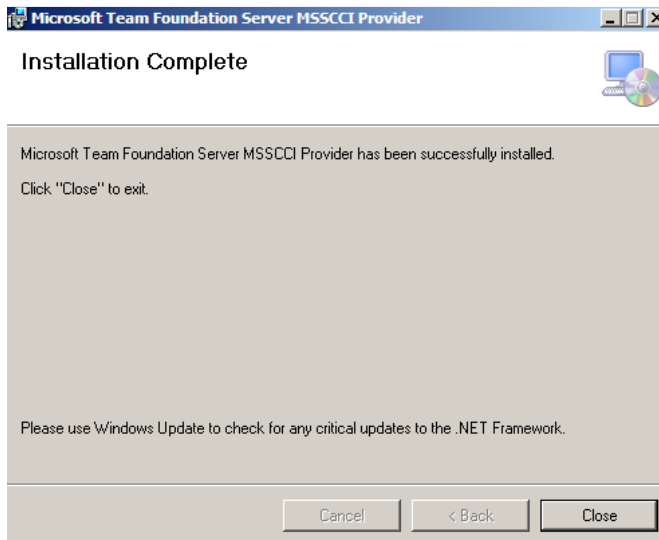 Microsoft Team Foundation Server MSSCCI Provider
Installation Complete
Microsoft Team Foundation Server MSSCCI Provider has been successfully installed.
Click "Close" to exit.
Please use Windows Update to check for any critical updates to the .NET Framework.
Cancel
< Back
Close